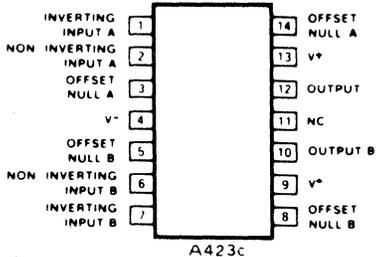 INVERTING
INPUT A
1
NON INVERTING
INPUT A
2
OFFSET
NULL A
3
V-
4
OFFSET
NULL B
5
NON INVERTING
INPUT B
6
INVERTING
INPUT B
7
14
OFFSET
NULL A
13
V+
12
OUTPUT
11
NC
10
OUTPUT B
9
V+
8
OFFSET
NULL B
A423c